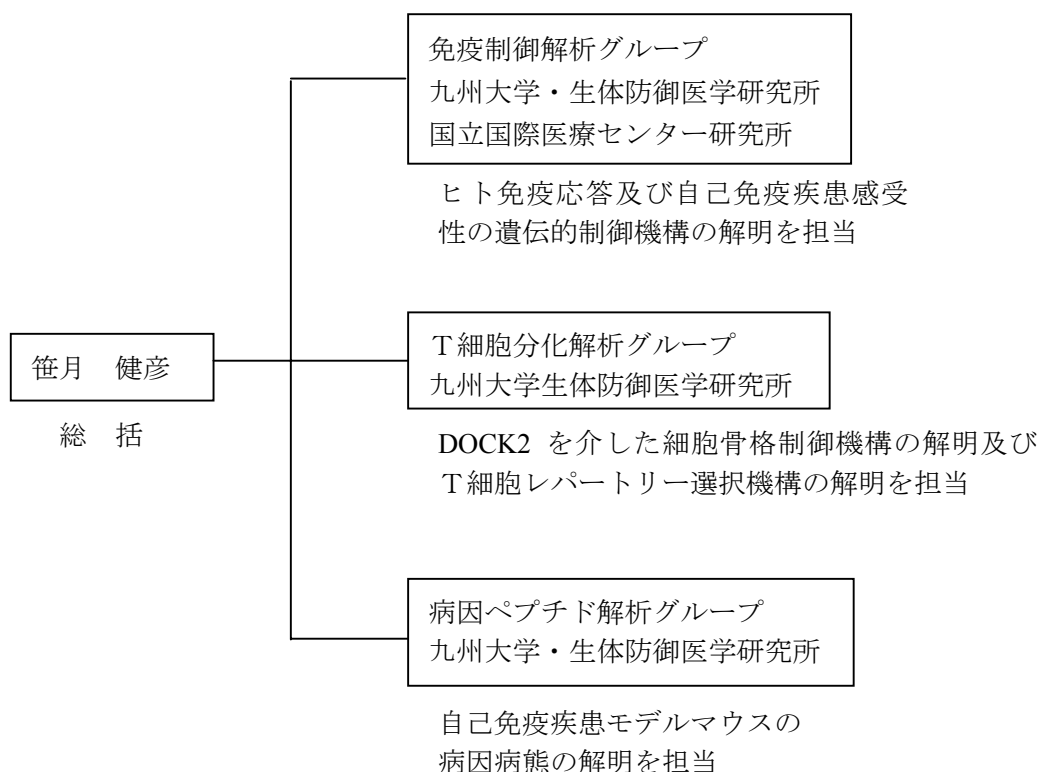 免疫制御解析グループ
九州大学・生体防御医学研究所
国立国際医療センター研究所
ヒト免疫応答及び自己免疫疾患感受
性の遺伝的制御機構の解明を担当
笹月　健彦
総　括
Ｔ細胞分化解析グループ
九州大学生体防御医学研究所
DOCK2 を介した細胞骨格制御機構の解明及び
Ｔ細胞レパートリー選択機構の解明を担当
病因ペプチド解析グループ
九州大学・生体防御医学研究所
自己免疫疾患モデルマウスの
病因病態の解明を担当